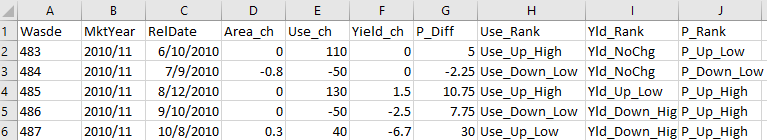 A B C D E F G H I J
1 Wasde MktYear RelDate Area_ch Use_ch Yield_ch P_Diff Use_Rank Yld_Rank P_Rank
2 483 2010/11 6/10/2010 0 110 0 5 Use_Up_High Yld_NoChg P_Up_Low
3 484 2010/11 7/9/2010 -0.8 -50 0 -2.25 Use_Down_Low Yld_NoChg P_Down_Low
4 485 2010/11 8/12/2010 0 130 1.5 10.75 Use_Up_High Yld_Up_Low P_Up_High
5 486 2010/11 9/10/2010 0 -50 -2.5 7.75 Use_Down_Low Yld_Down_Hig P_Up_High
6 487 2010/11 10/8/2010 0.3 40 -6.7 30 Use_Up_Low Yld_Down_Hig P_Up_High